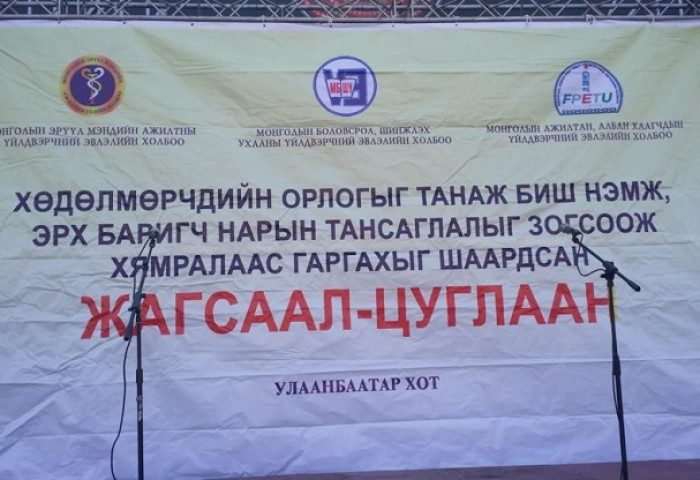 МБШУ
FPETU
МОНГОЛЫН ЭРҮҮЛ МЭНДИЙН АЖИЛТНЫ
ҮЙЛДВЭРЧНИЙ ЭВЛЭЛИЙН ХОЛБОО
МОНГОЛЫН БОЛОВСРОЛ, ШИНЖЛЭХ
УХААНЫ ҮЙЛДВЭРЧНИЙ ЭВЛЭЛИЙН ХОЛБОО
МОНГОЛЫН АЖИЛТАН, АЛБАН ХААГЧДЫН
ҮЙЛДВЭРЧНИЙ ЭВЛЭЛИЙН ХОЛБОО
ХӨДӨЛМӨРЧДИЙН ОРЛОГЫГ ТАНАЖ БИШ НЭМЖ,
ЭРХ БАРИГЧ НАРЫН ТАНСАГЛАЛЫГ ЗОГСООЖ
ХЯМРАЛААС ГАРГАХЫГ ШААРДСАН
ЖАГСААЛ-ЦУГЛААН
УЛААНБААТАР ХОТ